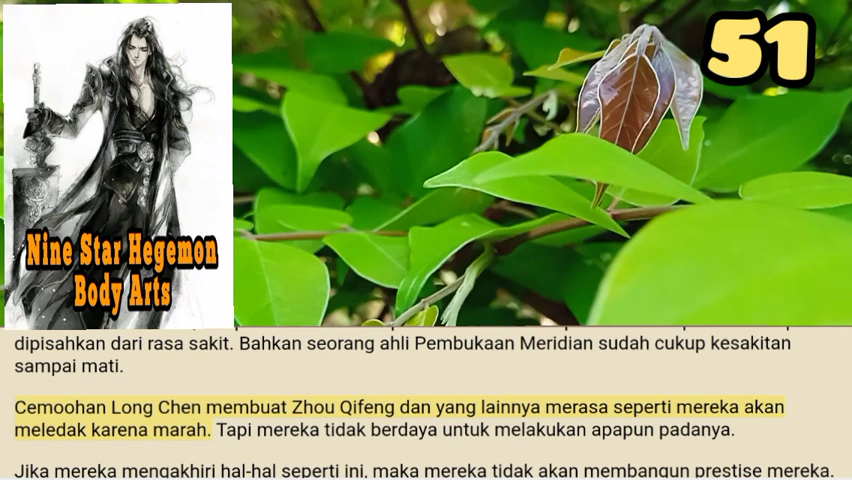 51
Nine Star Hegemon
Body Arts
dipisahkan dari rasa sakit. Bahkan seorang ahli Pembukaan Meridian sudah cukup kesakitan
sampai mati.
Cemoohan Long Chen membuat Zhou Qifeng dan yang lainnya merasa seperti mereka akan
meledak karena marah. Tapi mereka tidak berdaya untuk melakukan apapun padanya.
Jika mereka mengakhiri hal-hal seperti ini, maka mereka tidak akan membangun prestise mereka.